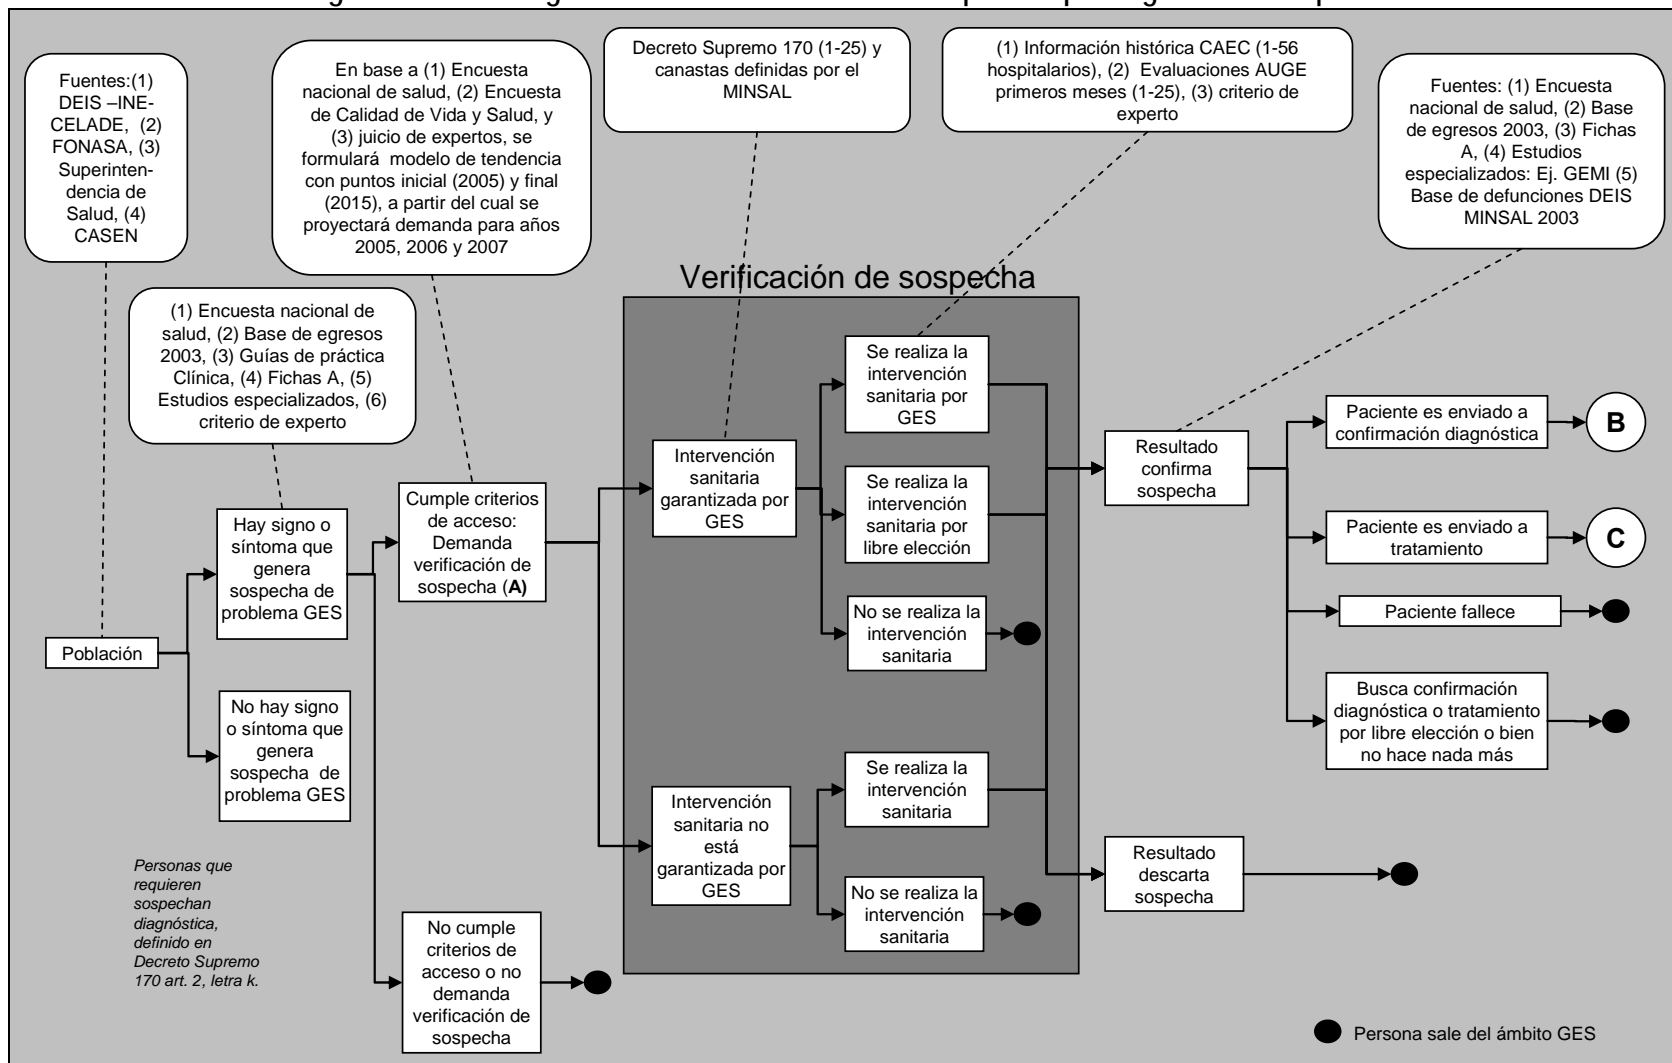 Fuentes:(1)
DEIS –INE-
CELADE,  (2)
FONASA, (3)
Superinten-
dencia de
Salud, (4)
CASEN
En base a (1) Encuesta
nacional de salud, (2) Encuesta
de Calidad de Vida y Salud, y
(3) juicio de expertos, se
formulará  modelo de tendencia
con puntos inicial (2005) y final
(2015), a partir del cual se
proyectará demanda para años
2005, 2006 y 2007
Decreto Supremo 170 (1-25) y
canastas definidas por el
MINSAL
(1) Información histórica CAEC (1-56
hospitalarios), (2)  Evaluaciones AUGE
primeros meses (1-25), (3) criterio de
experto
Fuentes: (1) Encuesta
nacional de salud, (2) Base
de egresos 2003, (3) Fichas
A, (4) Estudios
especializados: Ej. GEMI (5)
Base de defunciones DEIS
MINSAL 2003
(1) Encuesta nacional de
salud, (2) Base de egresos
2003, (3) Guías de práctica
Clínica, (4) Fichas A, (5)
Estudios especializados, (6)
criterio de experto
Verificación de sospecha
Población
Hay signo o
síntoma que
genera
sospecha de
problema GES
No hay signo
o síntoma que
genera
sospecha  de
problema GES
Cumple criterios
de acceso:
Demanda
verificación de
sospecha (A)
No cumple
criterios de
acceso o no
demanda
verificación de
sospecha
Intervención
sanitaria
garantizada por
GES
Intervención
sanitaria no
está
garantizada por
GES
Se realiza la
intervención
sanitaria por
GES
Se realiza la
intervención
sanitaria por
libre elección
No se realiza la
intervención
sanitaria
Se realiza la
intervención
sanitaria
No se realiza la
intervención
sanitaria
Resultado
confirma
sospecha
Resultado
descarta
sospecha
Paciente es enviado a
confirmación diagnóstica
B
Paciente es enviado a
tratamiento
C
Paciente fallece
Busca confirmación
diagnóstica o tratamiento
por libre elección o bien
no hace nada más
Personas que
requieren
sospechan
diagnóstica,
definido en
Decreto Supremo
170 art. 2, letra k.
Persona sale del ámbito GES